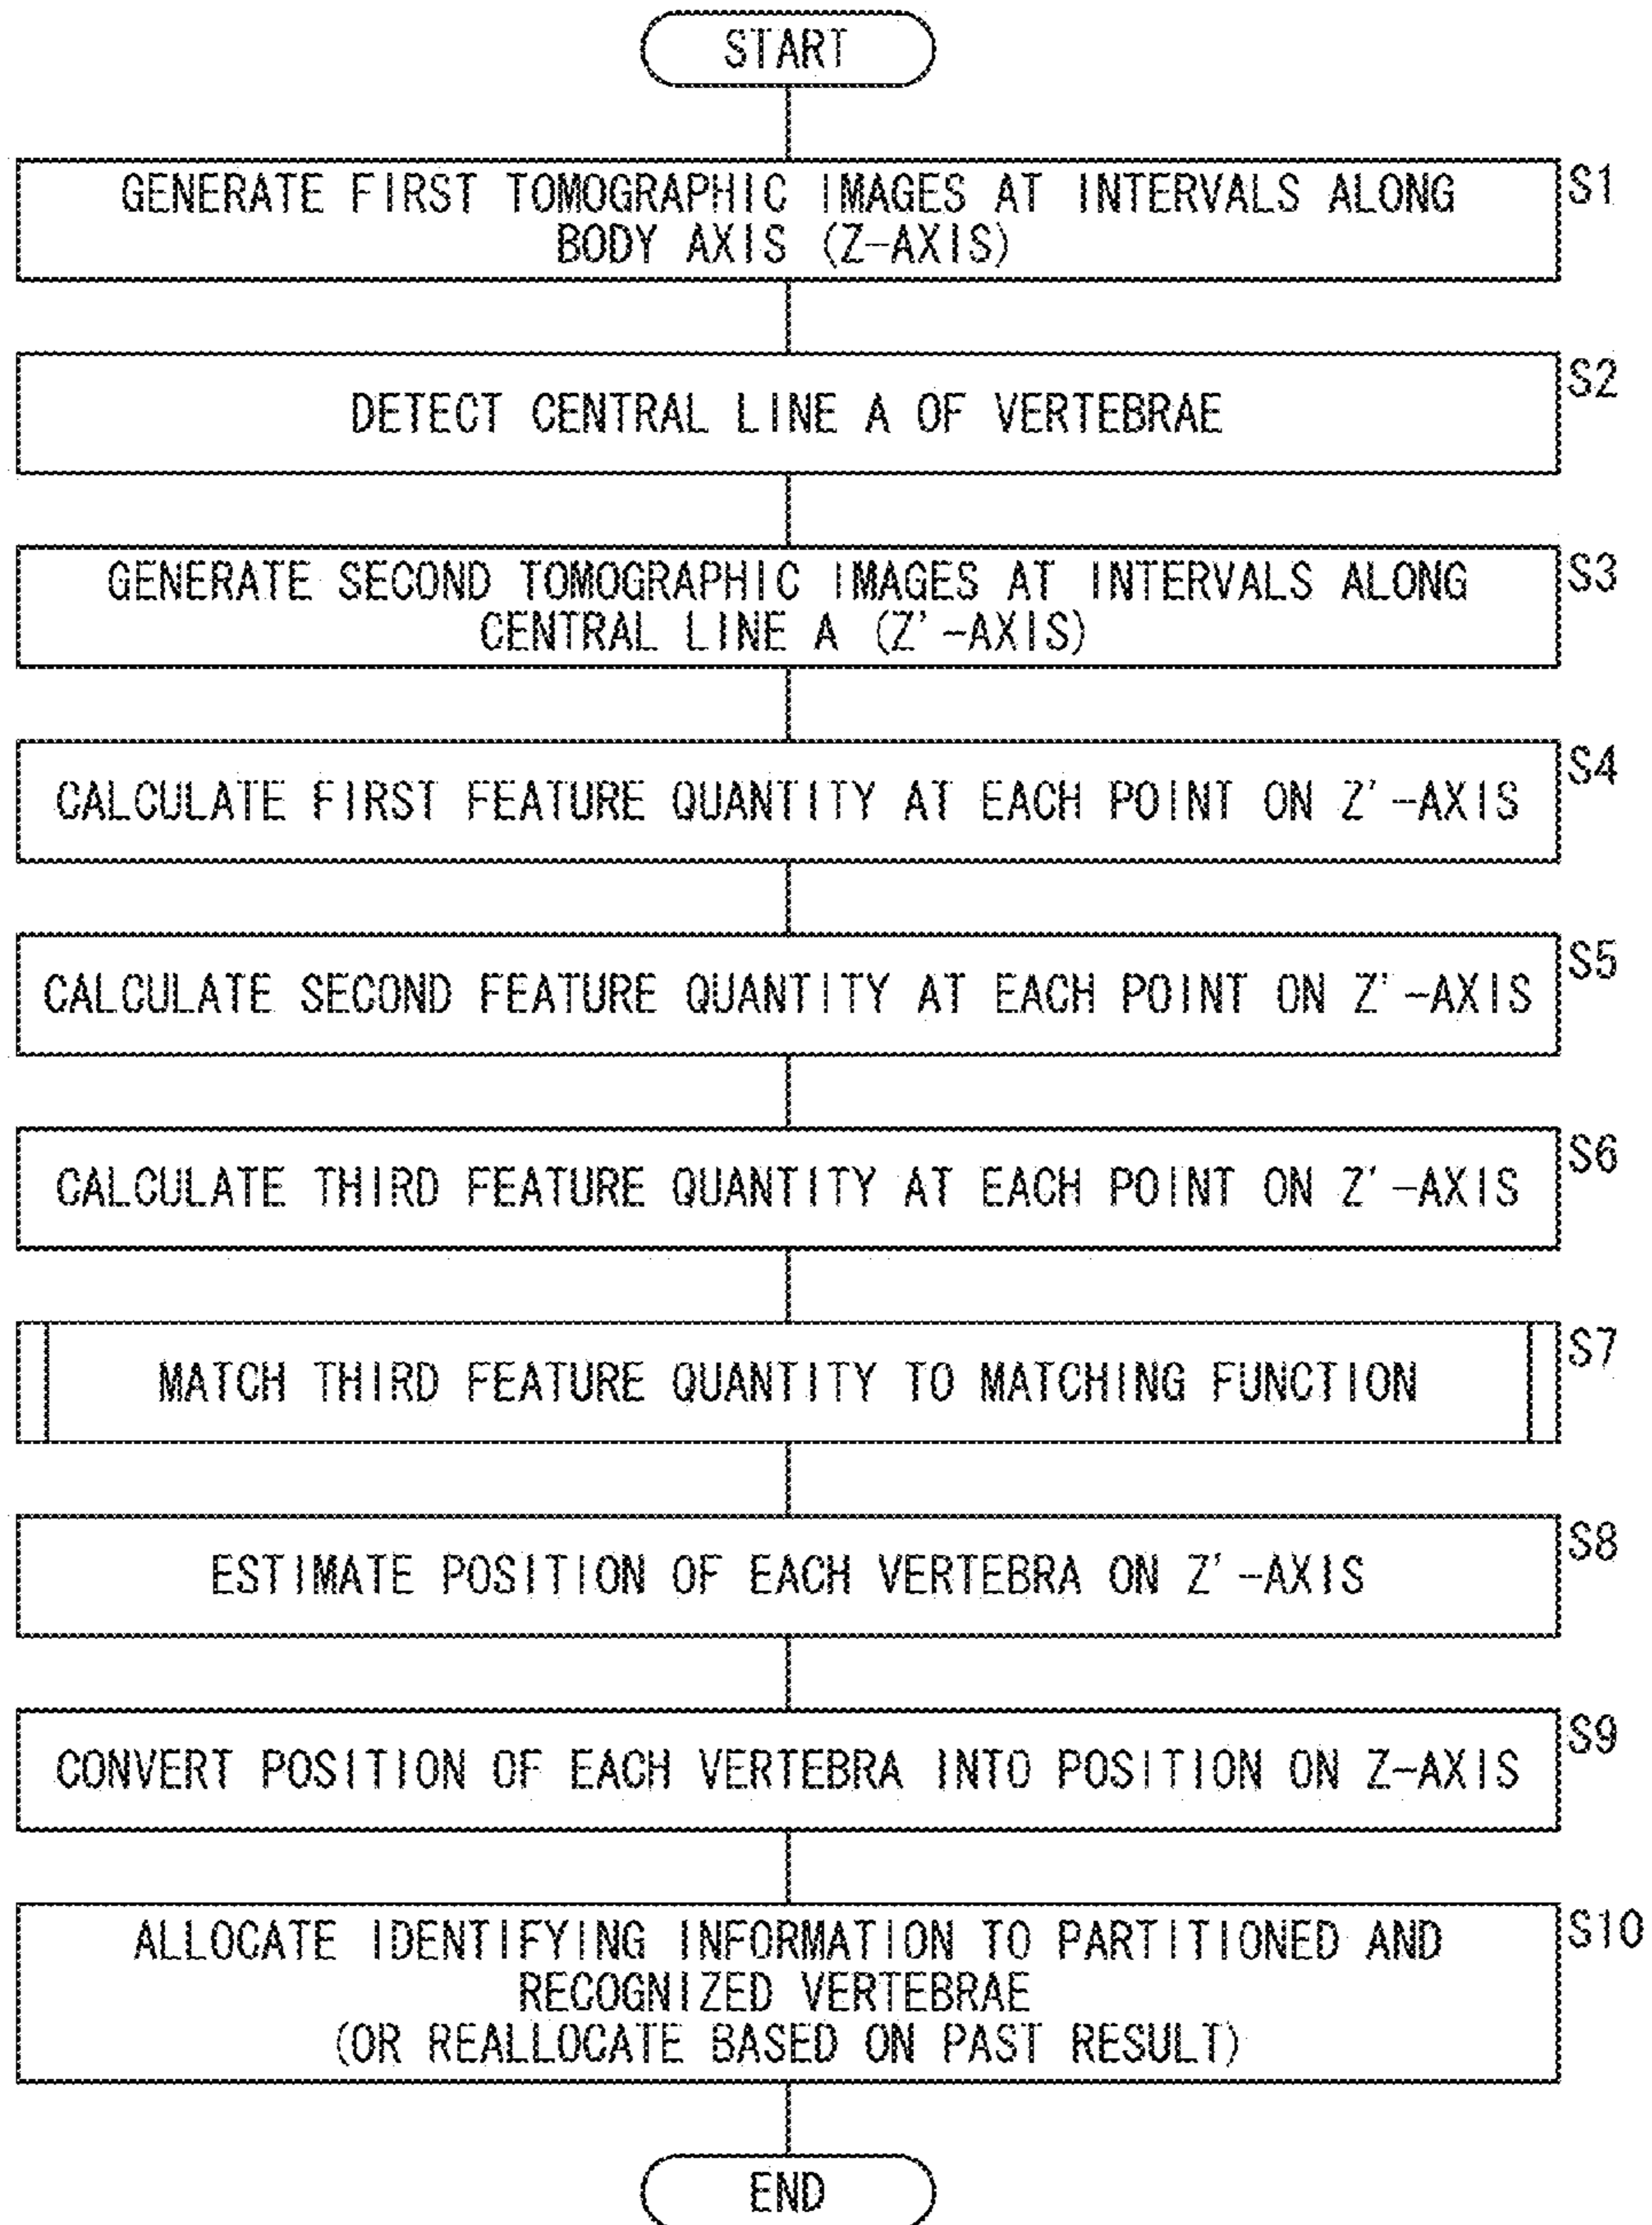 START
S1
GENERATE FIRST TOMOGRAPHIC IMAGES AT INTERVALS ALONG
BODY AXIS (Z-AXIS)
S2
DETECT CENTRAL LINE A OF VERTEBRAE
S3
GENERATE SECOND TOMOGRAPHIC IMAGES AT INTERVALS ALONG
CENTRAL LINE A (Z'-AXIS)
S4
CALCULATE FIRST FEATURE QUANTITY AT EACH POINT ON Z'-AXIS
S5
CALCULATE SECOND FEATURE QUANTITY AT EACH POINT ON Z'-AXIS
S6
CALCULATE THIRD FEATURE QUANTITY AT EACH POINT ON Z'-AXIS
S7
MATCH THIRD FEATURE QUANTITY TO MATCHING FUNCTION
S8
ESTIMATE POSITION OF EACH VERTEBRA ON Z'-AXIS
S9
CONVERT POSITION OF EACH VERTEBRA INTO POSITION ON Z-AXIS
S10
ALLOCATE IDENTIFYING INFORMATION TO PARTITIONED AND
RECOGNIZED VERTEBRAE
(OR REALLOCATE BASED ON PAST RESULT)
END